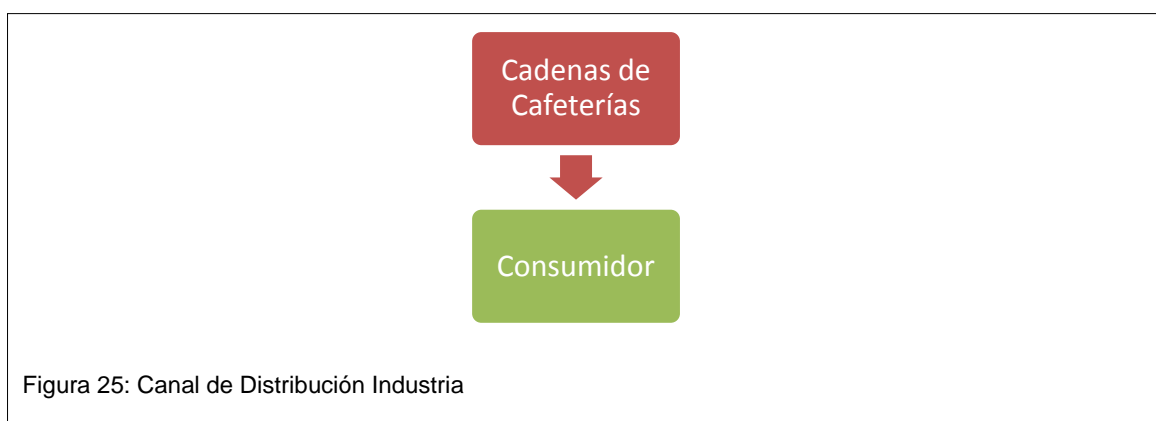 Cadenas de
Cafeterías
Consumidor
Figura 25: Canal de Distribución Industria